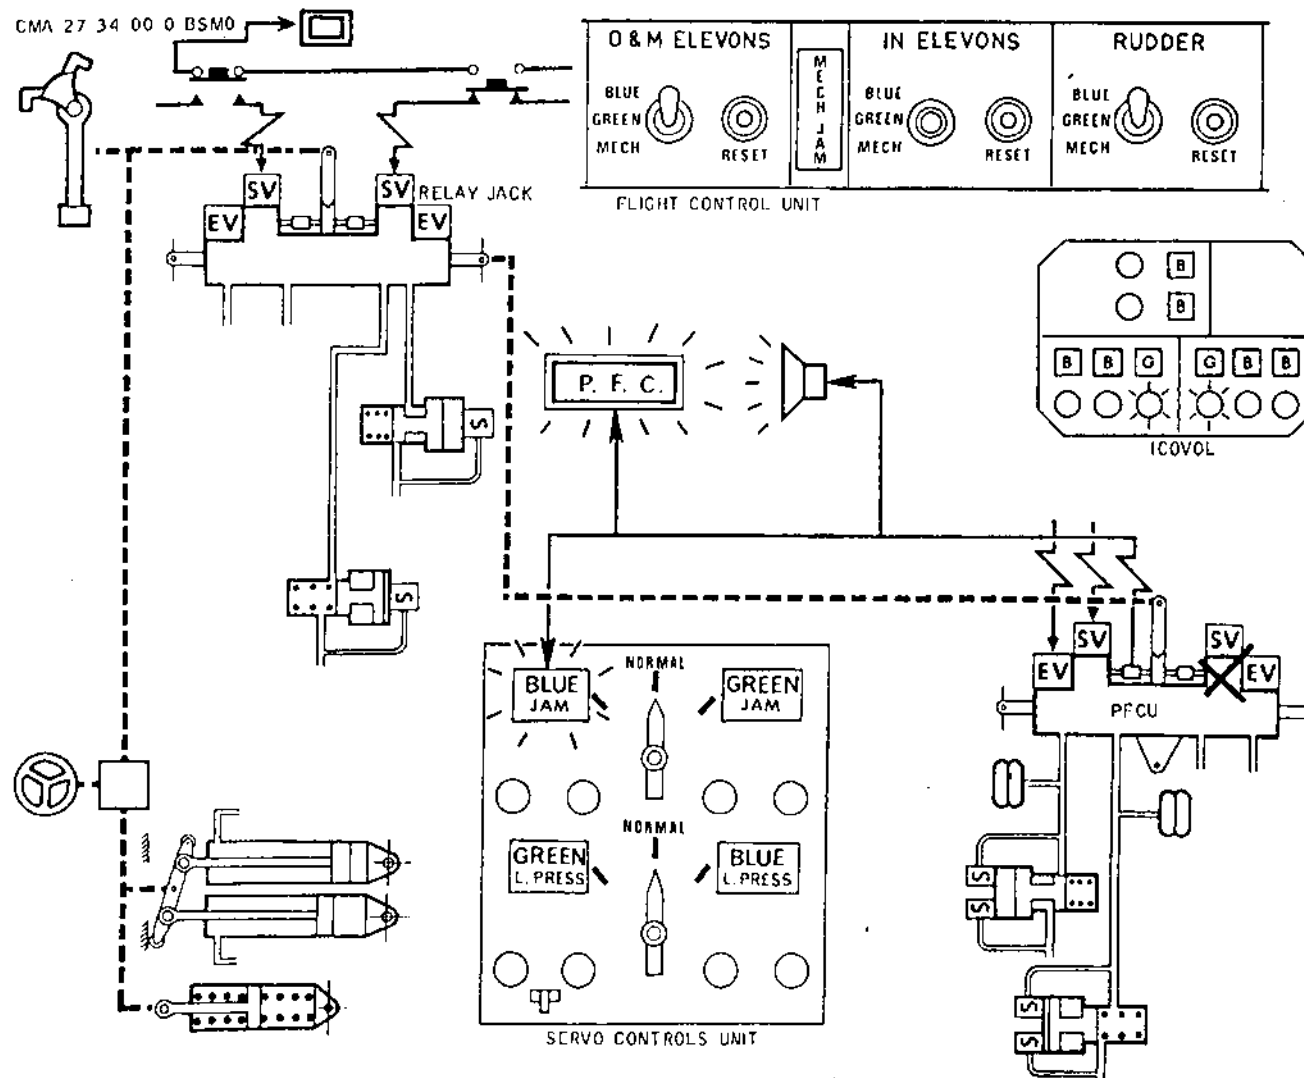 CMA 27 34 00 0 BSM0
O & M ELEVONS
BLUE
GREEN
MECH
RESET
MECH JAM
IN ELEVONS
BLUE
GREEN
MECH
RESET
RUDDER
BLUE
GREEN
MECH
RESET
FLIGHT CONTROL UNIT
SV
SV
RELAY JACK
EV
EV
B
B
B
B
G
G
B
B
ICOVOL
P. F. C.
S
S
NORMAL
BLUE
JAM
GREEN
JAM
NORMAL
GREEN
L. PRESS
BLUE
L. PRESS
SERVO CONTROLS UNIT
SV
SV
EV
EV
PFCU
S
S
S
S